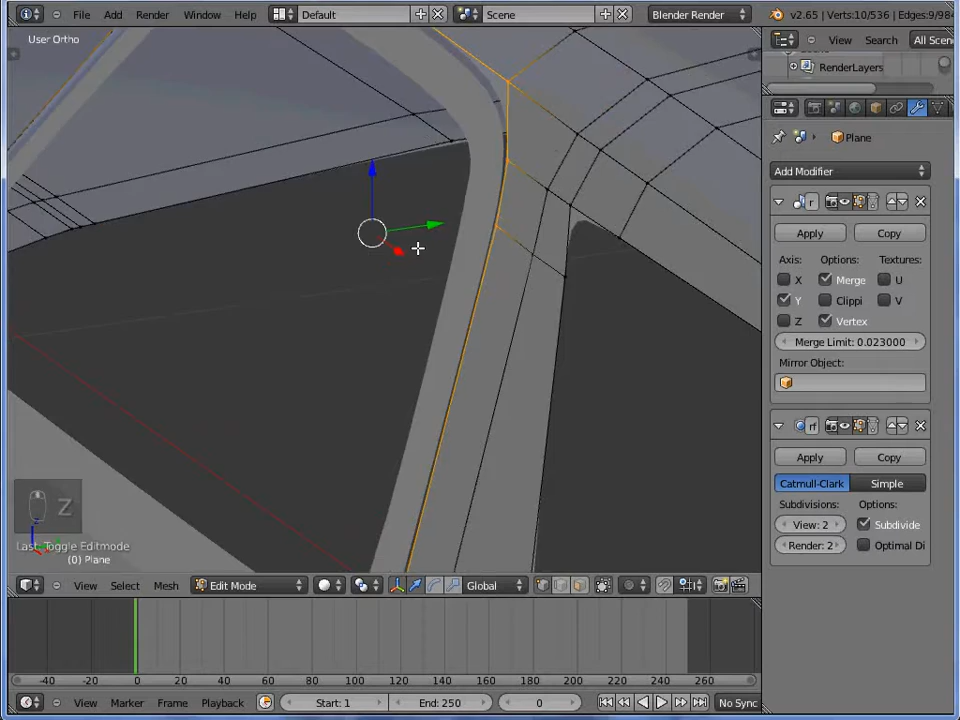 File Add Render Window Help Default Scene Blender Render v2.65 | Verts:10/536 | Edges:9/984
User Ortho
View Search All Scen
RenderLayers
Plane
Add Modifier
Apply Copy
Axis: Options: Textures:
X Merge U
Y Clippi V
Z Vertex
Merge Limit: 0.023000
Mirror Object:
rf
Apply Copy
Catmull-Clark Simple
Subdivisions: Options:
View: 2 Subdivide
Render: 2 Optimal Di
Z
Last: Toggle Editmode
(0) Plane
View Select Mesh Edit Mode Global
-40 -20 0 20 40 60 80 100 120 140 160 180 200 220 240 260
View Marker Frame Playback Start: 1 End: 250 0 No Sync